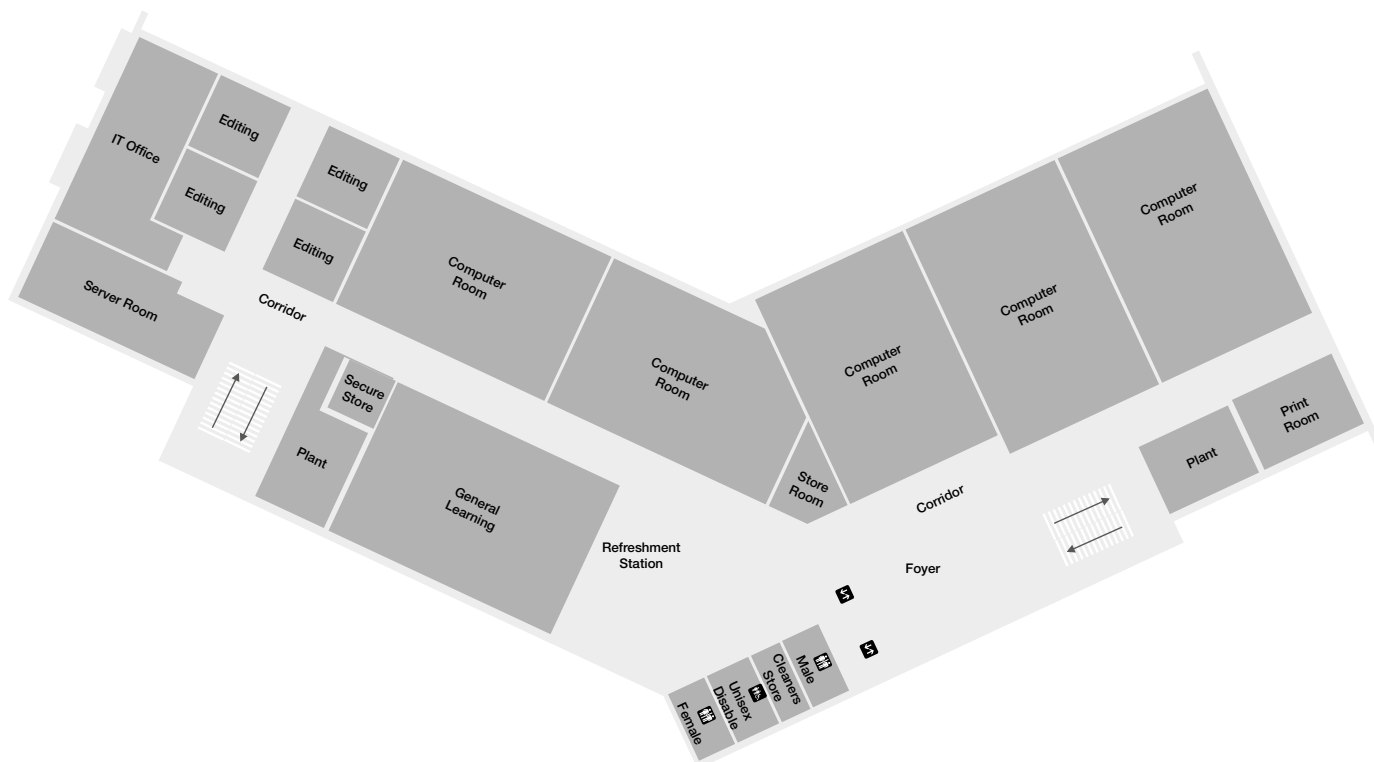 IT Office
Editing
Editing
Server Room
Editing
Editing
Corridor
Computer
Room
Computer
Room
Secure
Store
Plant
General
Learning
Refreshment
Station
Store
Room
Computer
Room
Computer
Room
Computer
Room
Corridor
Foyer
Plant
Print
Room
Female
Unisex
Disable
Cleaners
Store
Male